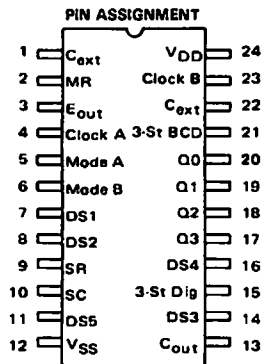 PIN ASSIGNMENT
1 Cext VDD 24
2 MR Clock B 23
3 Eout Cext 22
4 Clock A 3-St BCD 21
5 Mode A Q0 20
6 Mode B Q1 19
7 DS1 Q2 18
8 DS2 Q3 17
9 SR DS4 16
10 SC 3-St Dig 15
11 DS5 DS3 14
12 VSS Cout 13